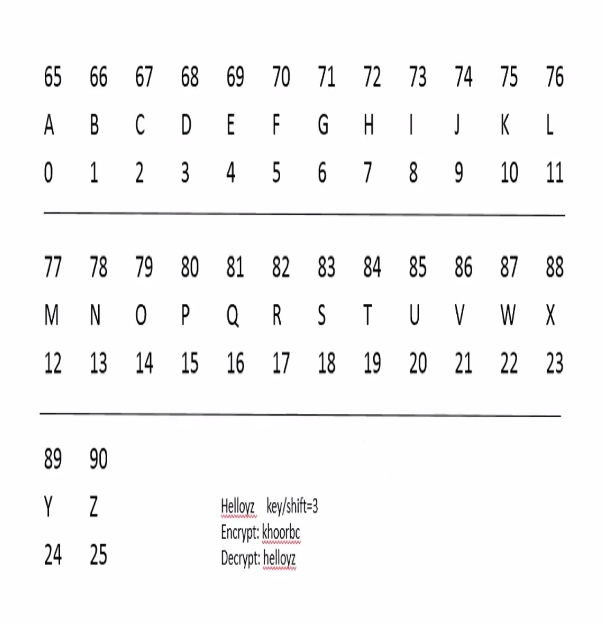 65 66 67 68 69 70 71 72 73 74 75 76
A B C D E F G H I J K L
0 1 2 3 4 5 6 7 8 9 10 11
77 78 79 80 81 82 83 84 85 86 87 88
M N O P Q R S T U V W X
12 13 14 15 16 17 18 19 20 21 22 23
89 90
Y Z
24 25
Helloyz key/shift=3
Encrypt: khoorbc
Decrypt: helloyz